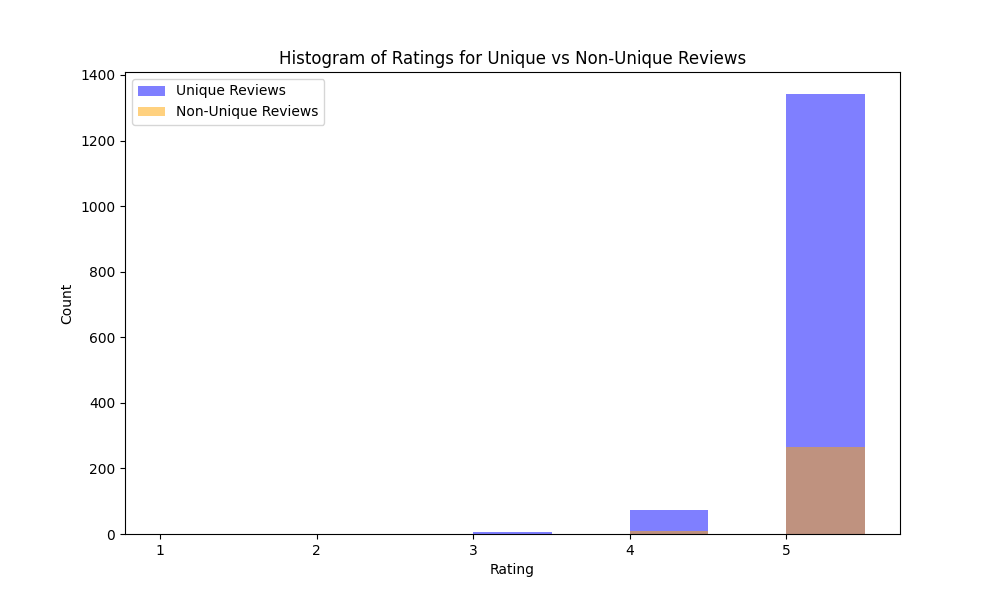 Histogram of Ratings for Unique vs Non-Unique Reviews
Unique Reviews
Non-Unique Reviews
1400
1200
1000
800
600
400
200
0
Count
1 2 3 4 5
Rating